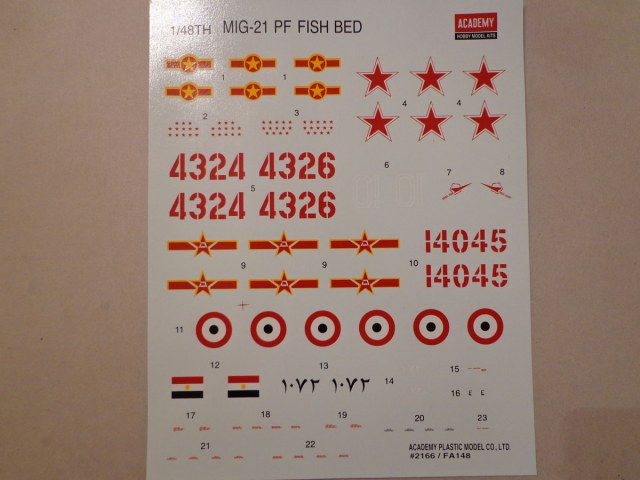 1/48TH MIG-21 PF FISH BED
ACADEMY
HOBBY MODEL KITS
1 1
2 3 4 4
4324 4326
5 6 7 8
4324 4326
14045
9 9 10
14045
11
12 13 14 15
١٠٧٢ ١٠٧٢
16
17 18 19 20 23
21 22
ACADEMY PLASTIC MODEL CO., LTD.
#2166 / FA148